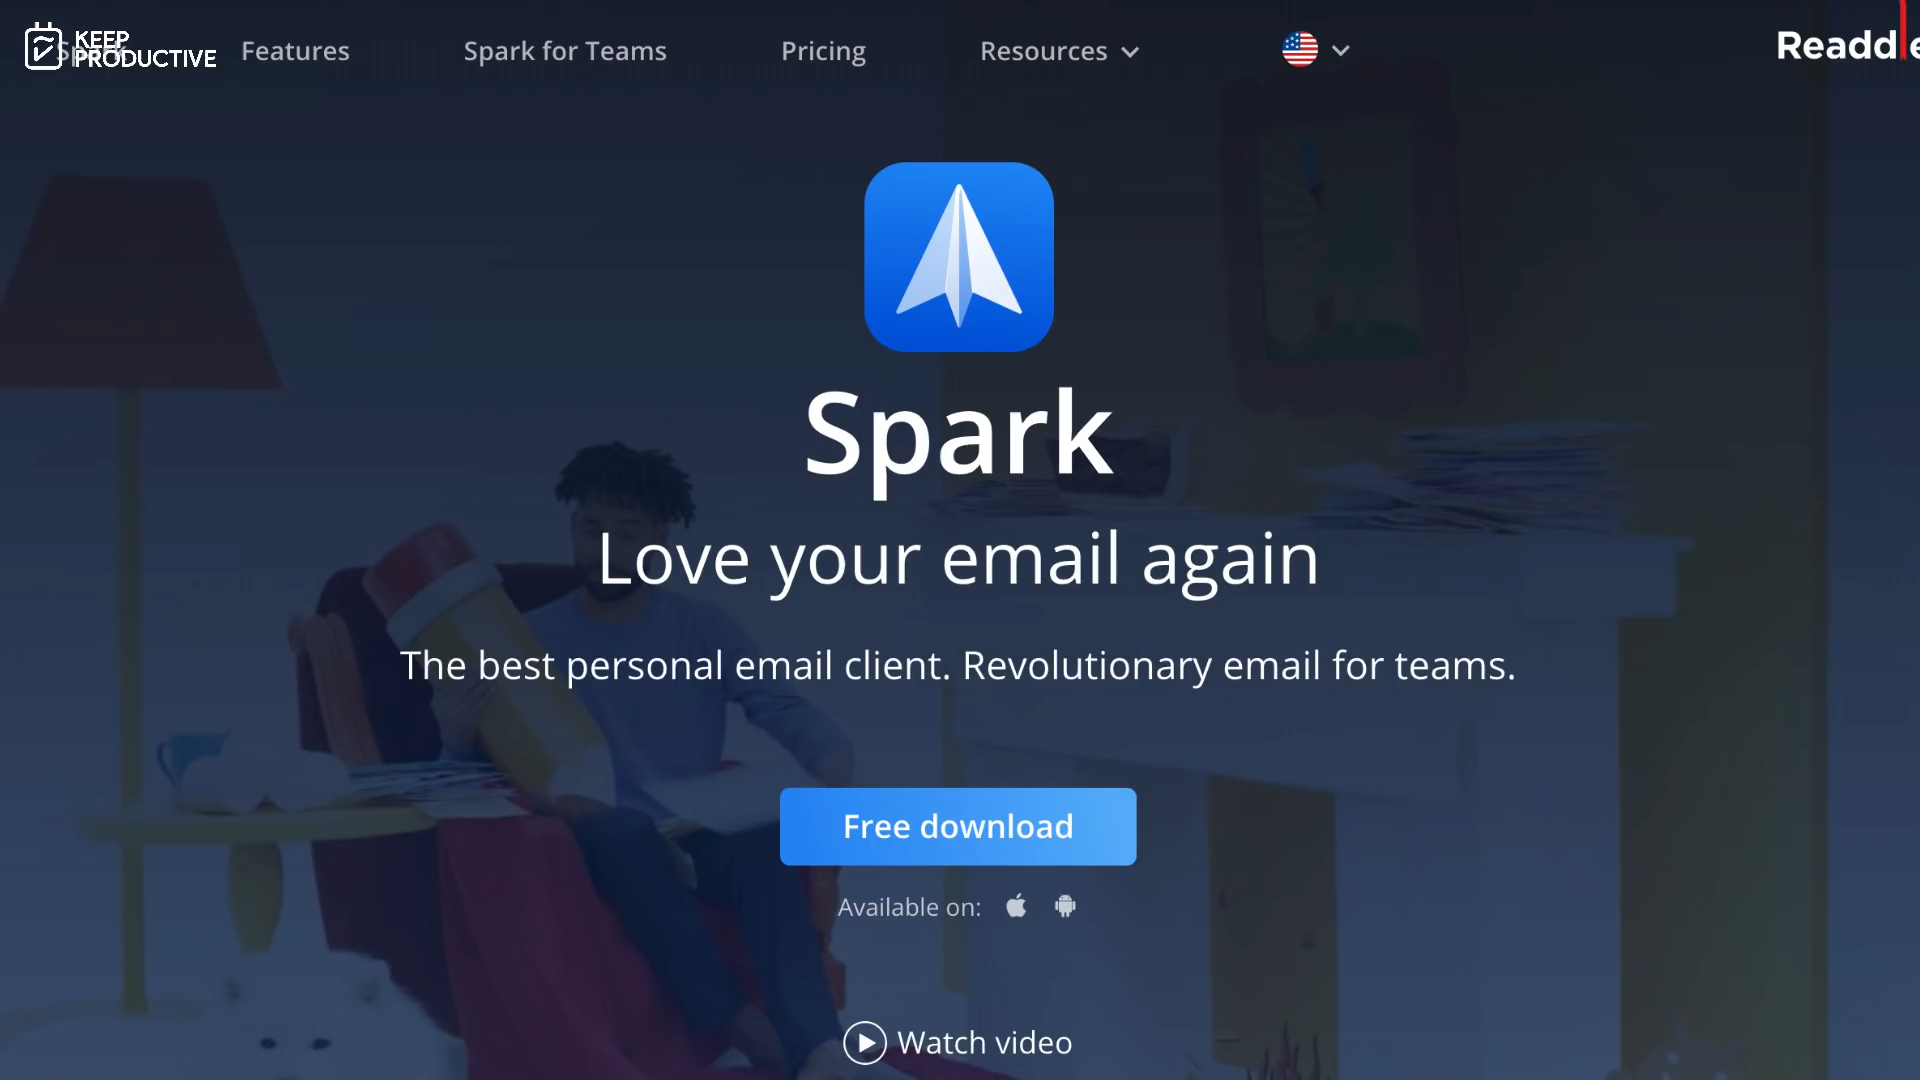 KEEP
PRODUCTIVE
Features
Spark for Teams
Pricing
Resources
Readdle
Spark
Love your email again
The best personal email client. Revolutionary email for teams.
Free download
Available on:
Watch video